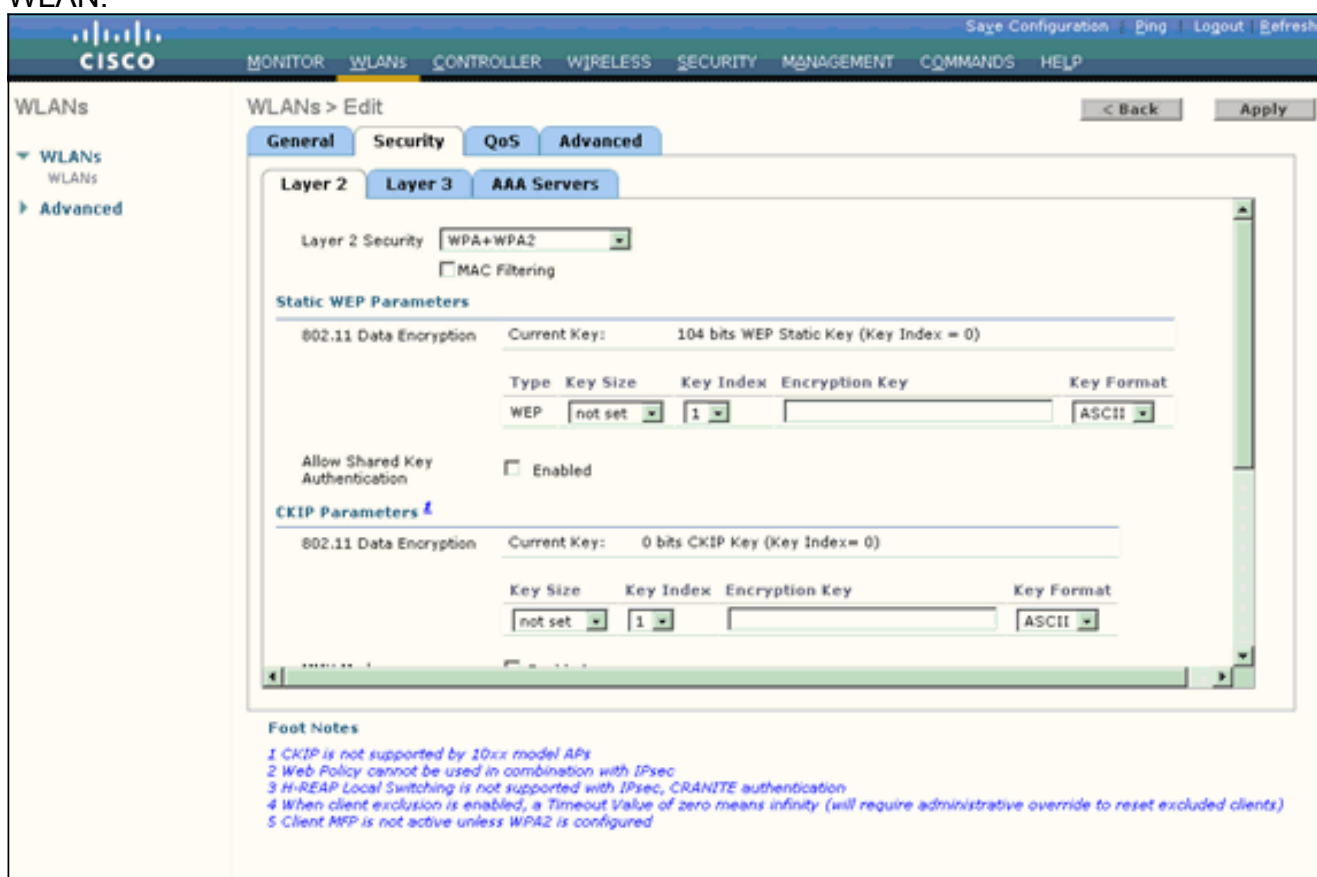 WLAN.
Save Configuration | Ping | Logout | Refresh
CISCO
MONITOR WLANs CONTROLLER WIRELESS SECURITY MANAGEMENT COMMANDS HELP
WLANs
WLANs > Edit
< Back
Apply
General Security QoS Advanced
WLANs
WLANs
Advanced
Layer 2 Layer 3 AAA Servers
Layer 2 Security WPA+WPA2
MAC Filtering
Static WEP Parameters
802.11 Data Encryption Current Key: 104 bits WEP Static Key (Key Index = 0)
Type Key Size Key Index Encryption Key Key Format
WEP not set 1 ASCII
Allow Shared Key
Authentication
Enabled
CKIP Parameters 1
802.11 Data Encryption Current Key: 0 bits CKIP Key (Key Index= 0)
Key Size Key Index Encryption Key Key Format
not set 1 ASCII
Foot Notes
1 CKIP is not supported by 10xx model APs
2 Web Policy cannot be used in combination with IPsec
3 H-REAP Local Switching is not supported with IPsec, CRANITE authentication
4 When client exclusion is enabled, a Timeout Value of zero means infinity (will require administrative override to reset excluded clients)
5 Client MFP is not active unless WPA2 is configured